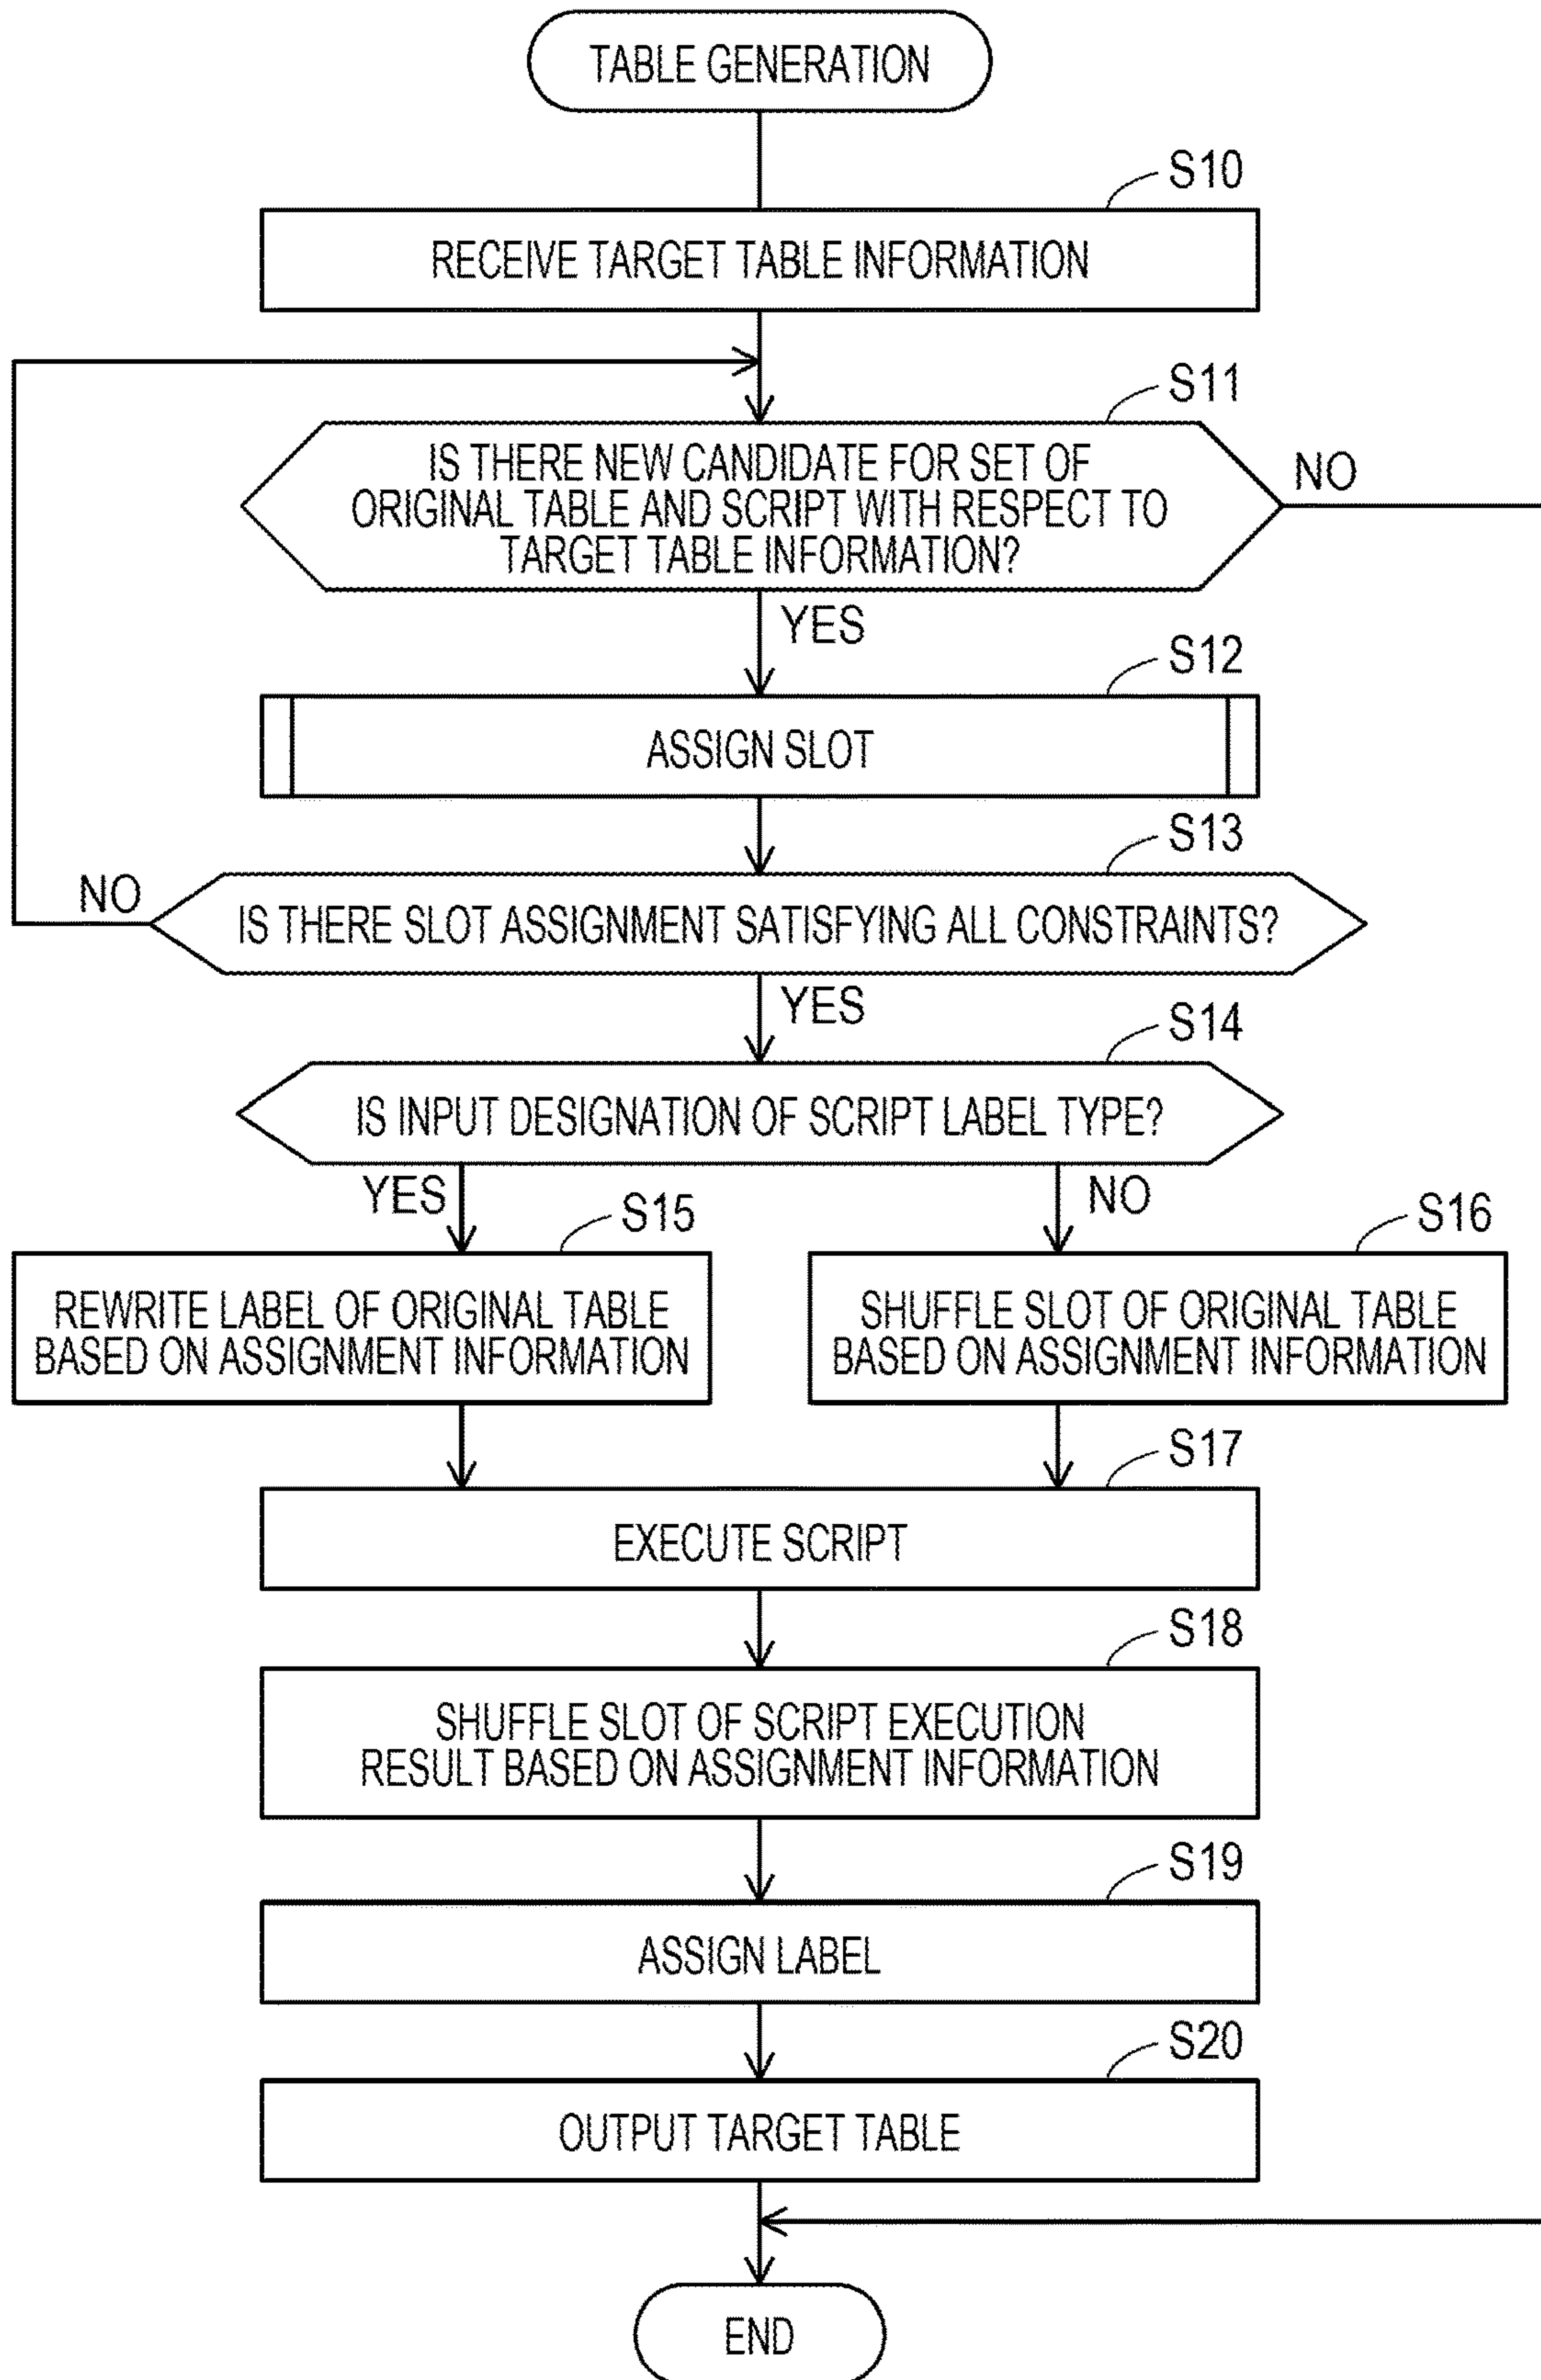 TABLE GENERATION
S10
RECEIVE TARGET TABLE INFORMATION
S11
IS THERE NEW CANDIDATE FOR SET OF
ORIGINAL TABLE AND SCRIPT WITH RESPECT TO
TARGET TABLE INFORMATION?
NO
YES
S12
ASSIGN SLOT
S13
NO
IS THERE SLOT ASSIGNMENT SATISFYING ALL CONSTRAINTS?
YES
S14
IS INPUT DESIGNATION OF SCRIPT LABEL TYPE?
YES
NO
S15
S16
REWRITE LABEL OF ORIGINAL TABLE
BASED ON ASSIGNMENT INFORMATION
SHUFFLE SLOT OF ORIGINAL TABLE
BASED ON ASSIGNMENT INFORMATION
S17
EXECUTE SCRIPT
S18
SHUFFLE SLOT OF SCRIPT EXECUTION
RESULT BASED ON ASSIGNMENT INFORMATION
S19
ASSIGN LABEL
S20
OUTPUT TARGET TABLE
END